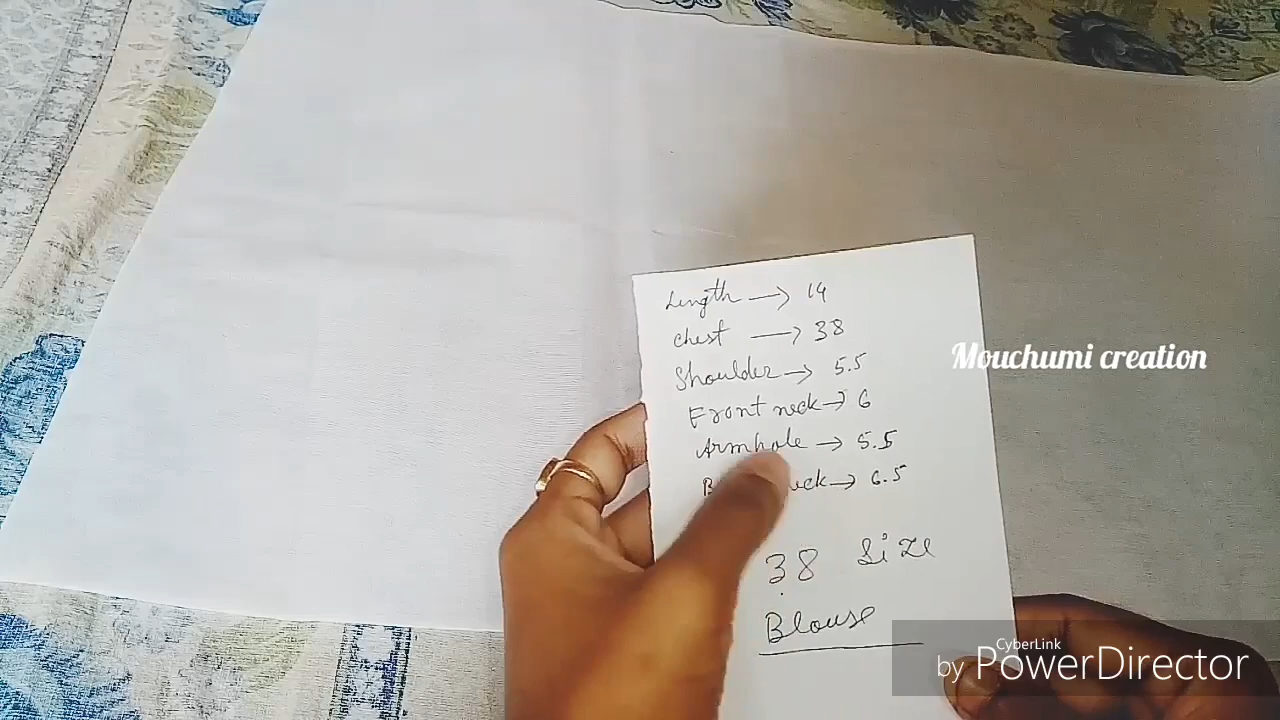 Length → 14
Chest → 38
Shoulder → 5.5
Front neck → 6
Armhole → 5.5
neck → 6.5
38 Size
Blouse
Mouchumi creation
CyberLink
by PowerDirector